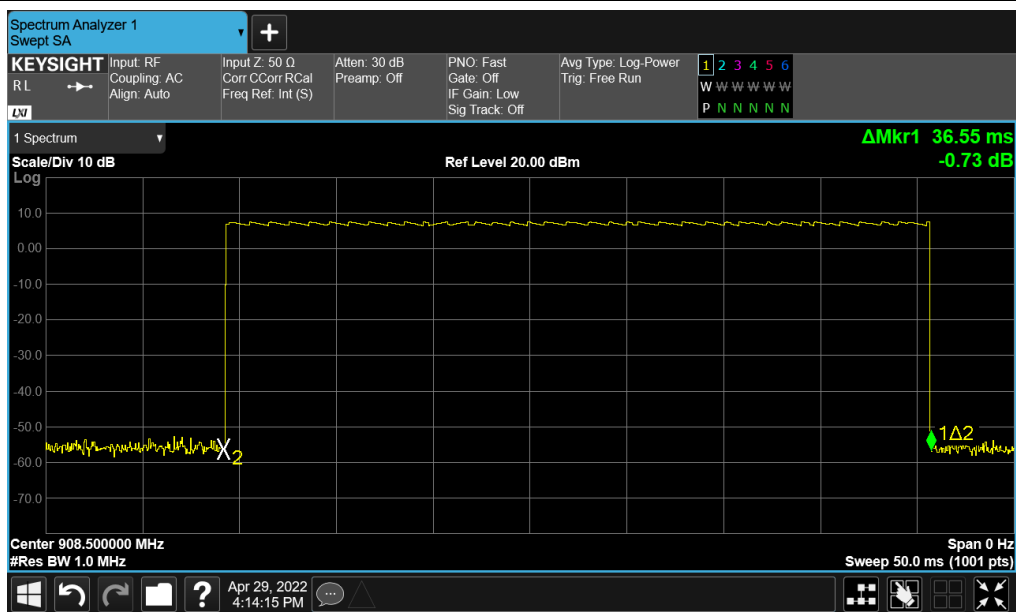 Spectrum Analyzer 1
Swept SA
+
KEYSIGHT
R L
LXI
Input: RF
Coupling: AC
Align: Auto
Input Z: 50 Ω
Corr CCorr RCal
Freq Ref: Int (S)
Atten: 30 dB
Preamp: Off
PNO: Fast
Gate: Off
IF Gain: Low
Sig Track: Off
Avg Type: Log-Power
Trig: Free Run
1 2 3 4 5 6
W W W W W W
P N N N N N
1 Spectrum
ΔMkr1 36.55 ms
-0.73 dB
Scale/Div 10 dB
Ref Level 20.00 dBm
Log
10.0
0.00
-10.0
-20.0
-30.0
-40.0
-50.0
-60.0
-70.0
X2
1Δ2
Center 908.500000 MHz
#Res BW 1.0 MHz
Span 0 Hz
Sweep 50.0 ms (1001 pts)
?
Apr 29, 2022
4:14:15 PM